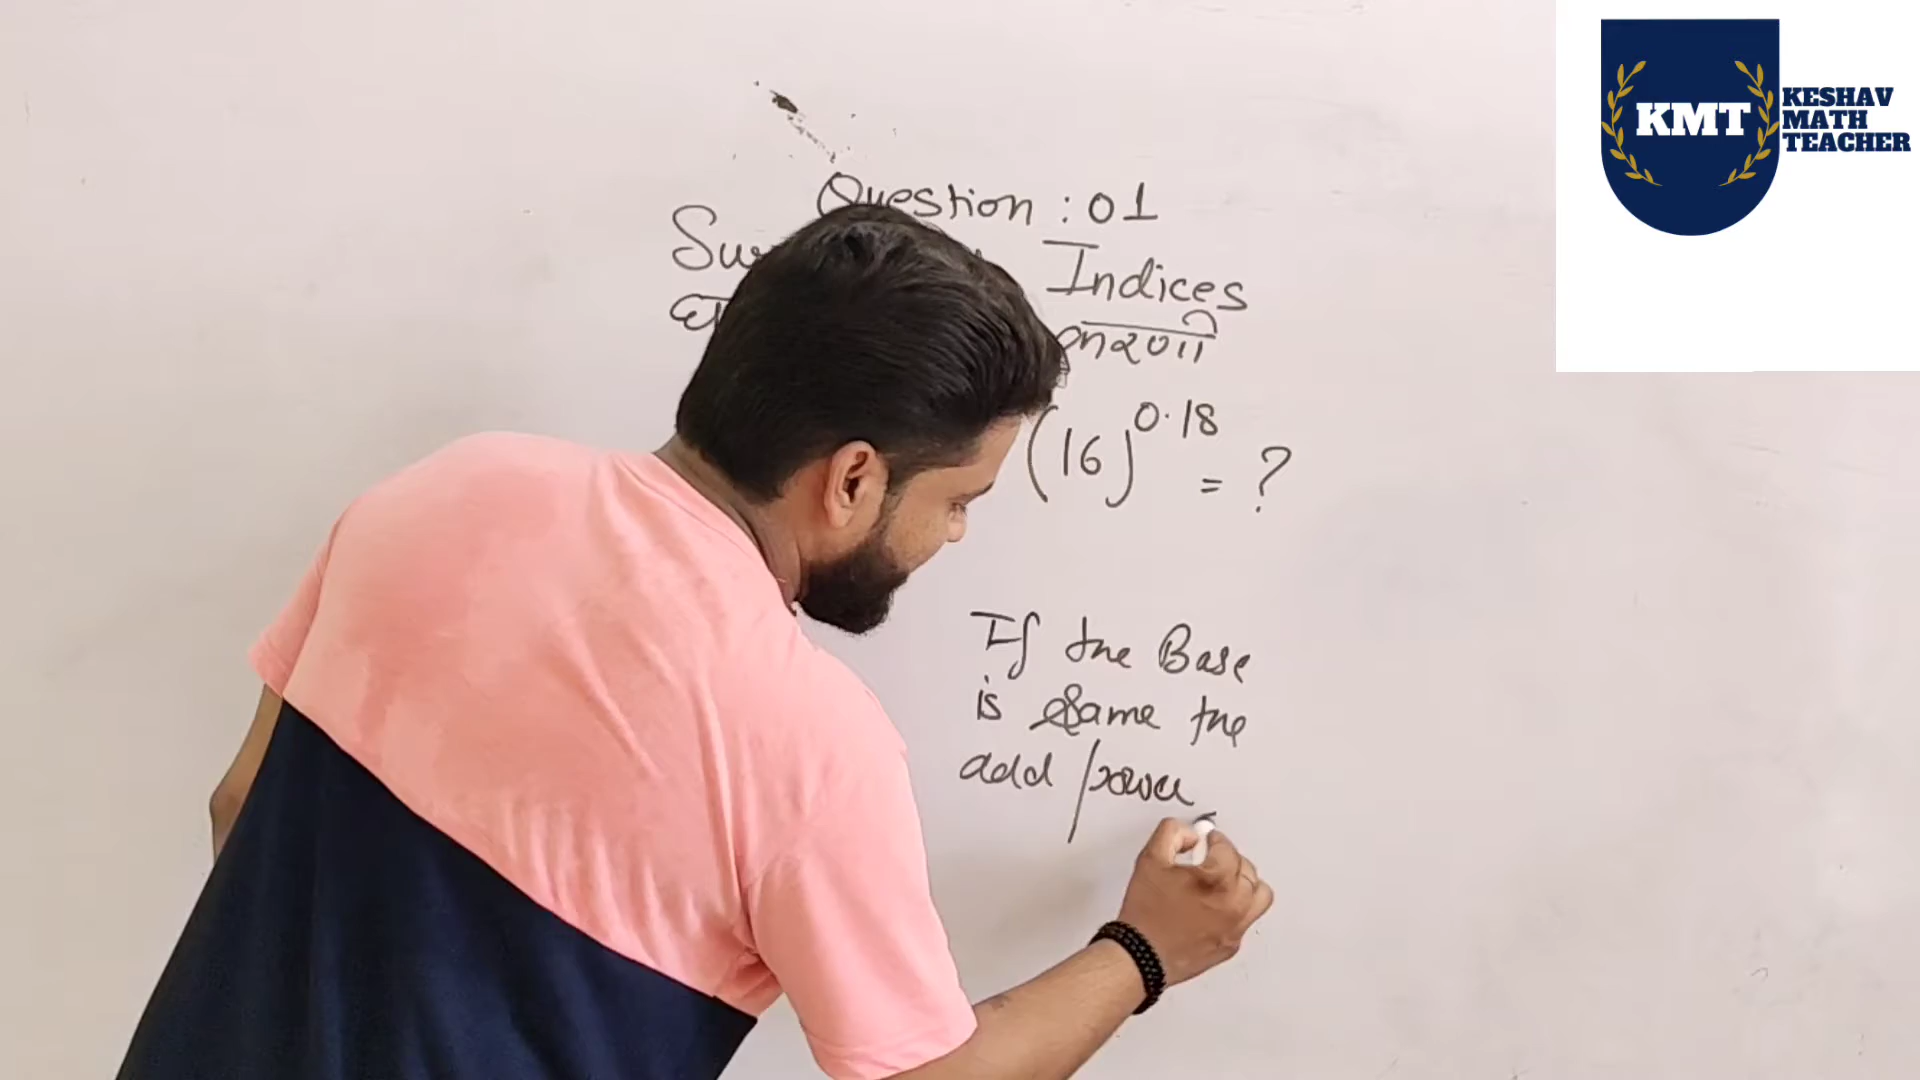 Question : 01
Indices
(16)^0.18 = ?
If the Base
is Same the
add power
KMT
KESHAV
MATH
TEACHER